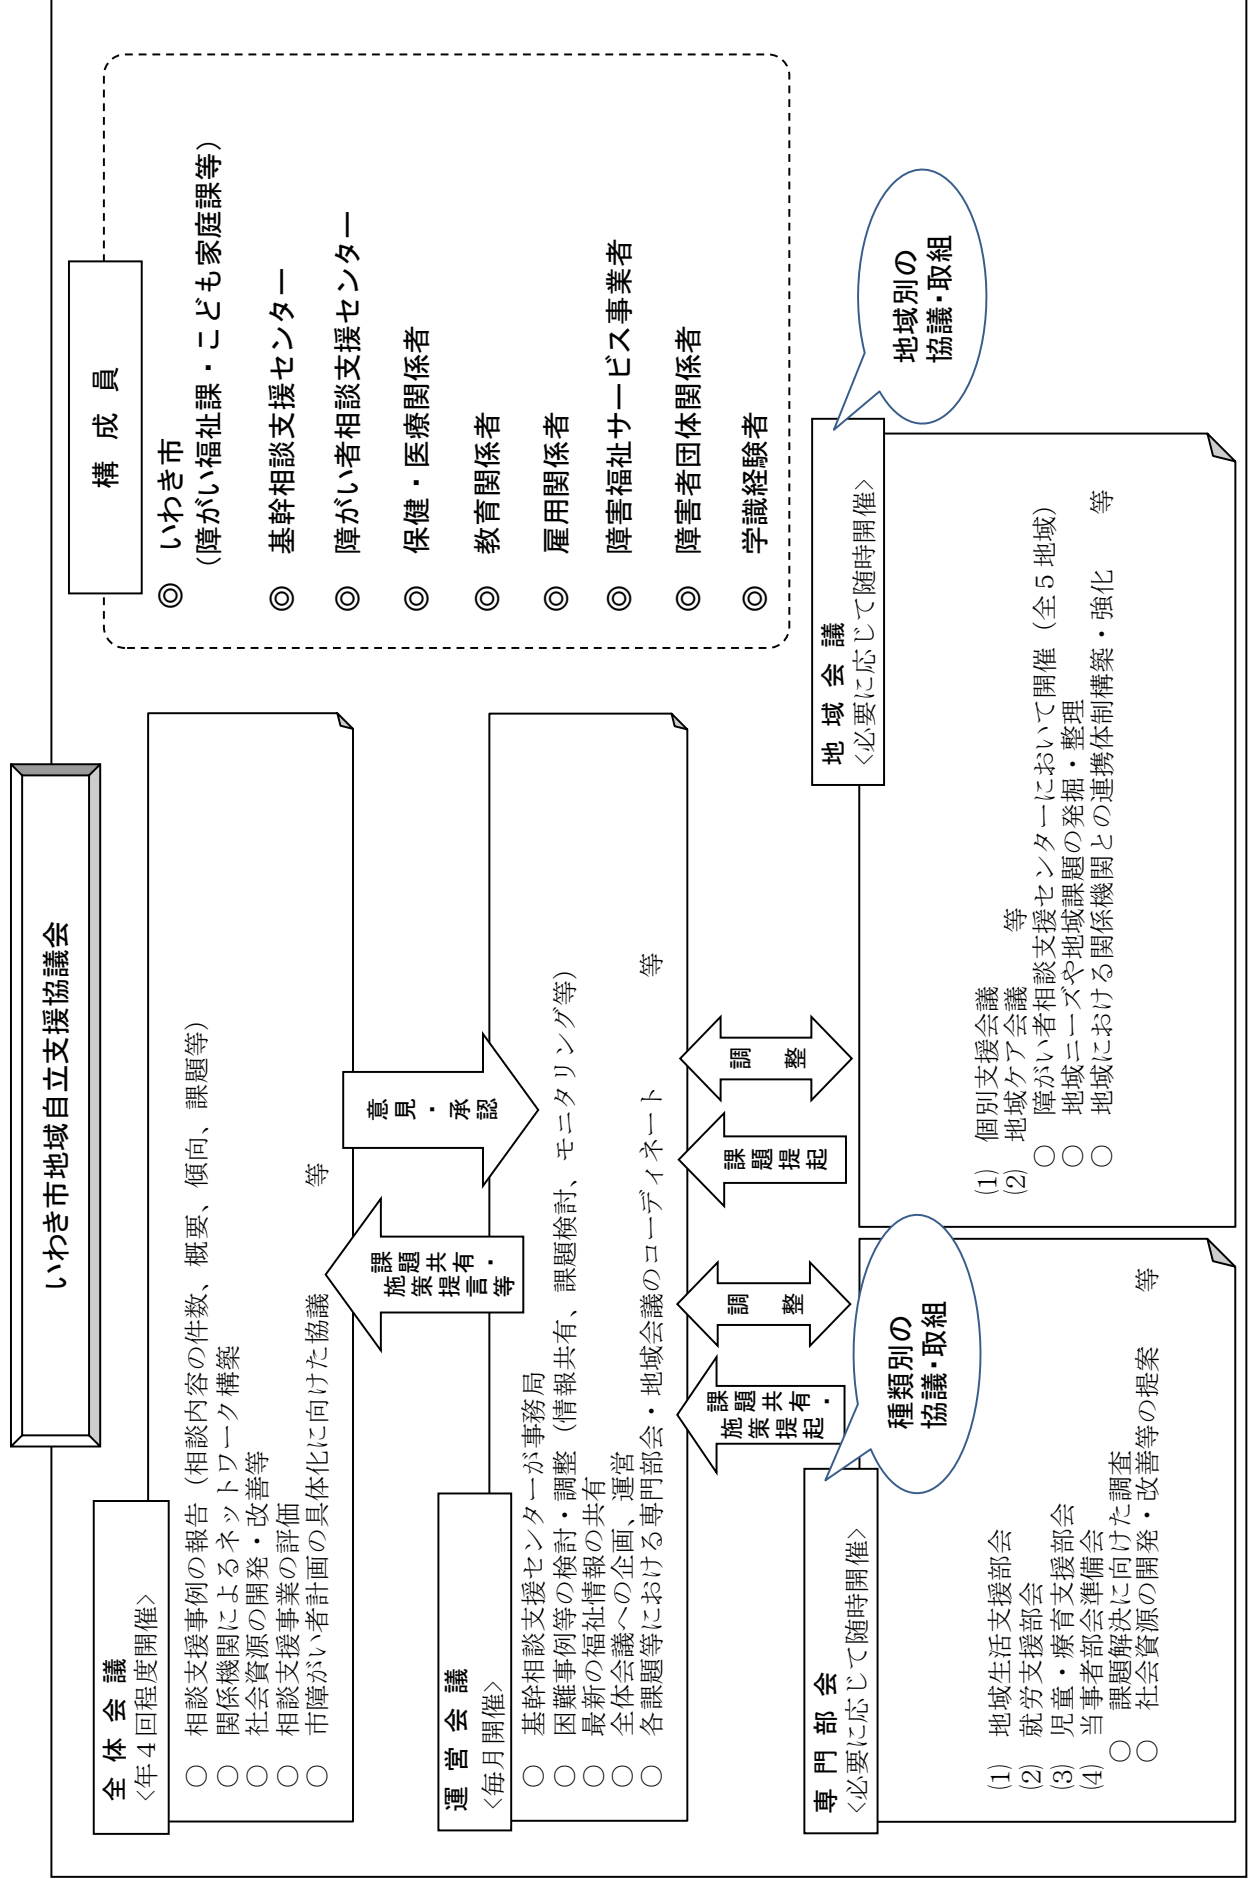 いわき市地域自立支援協議会
全体会議
<年４回程度開催>
○ 相談支援事例の報告（相談内容の件数、概要、傾向、課題等）
○ 関係機関によるネットワーク構築
○ 社会資源の開発・改善等
○ 相談支援事業の評価
○ 市障がい者計画の具体化に向けた協議 等
課題共有・
施策提言等
意見・承認
運営会議
<毎月開催>
○ 基幹相談支援センターが事務局
○ 困難事例等の検討・調整（情報共有、課題検討、モニタリング等）
○ 最新の福祉情報の共有
○ 全体会議への企画、運営
○ 各課題等における専門部会・地域会議のコーディネート 等
課題共有・
施策提起
調整
課題提起
調整
専門部会
<必要に応じて随時開催>
種類別の
協議・取組
(1) 地域生活支援部会
(2) 就労支援部会
(3) 児童・療育支援部会
(4) 当事者部会準備会
○ 課題解決に向けた調査
○ 社会資源の開発・改善等の提案 等
地域会議
<必要に応じて随時開催>
地域別の
協議・取組
(1) 個別支援会議
(2) 地域ケア会議 等
○ 障がい者相談支援センターにおいて開催（全５地域）
○ 地域ニーズや地域課題の発掘・整理
○ 地域における関係機関との連携体制構築・強化 等
構成員
◎ いわき市
（障がい福祉課・こども家庭課等）
◎ 基幹相談支援センター
◎ 障がい者相談支援センター
◎ 保健・医療関係者
◎ 教育関係者
◎ 雇用関係者
◎ 障害福祉サービス事業者
◎ 障害者団体関係者
◎ 学識経験者